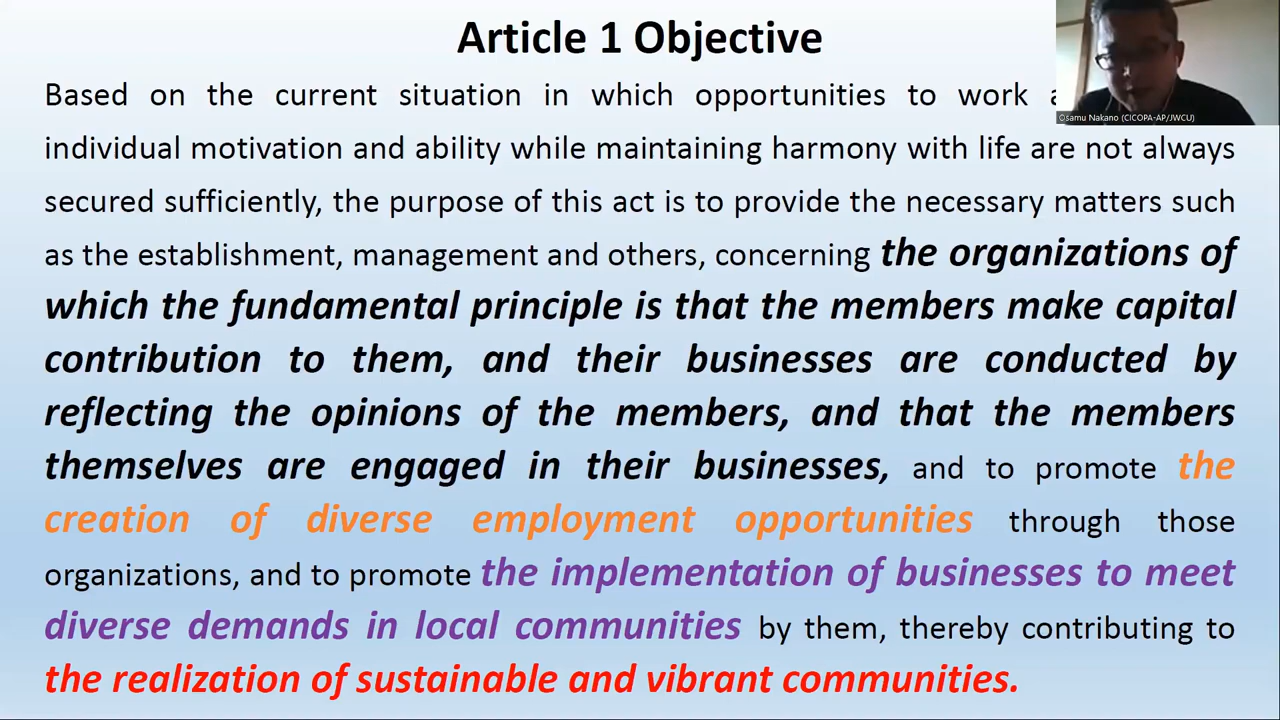 Article 1 Objective
Based on the current situation in which opportunities to work
individual motivation and ability while maintaining harmony with life are not always
secured sufficiently, the purpose of this act is to provide the necessary matters such
as the establishment, management and others, concerning the organizations of
which the fundamental principle is that the members make capital
contribution to them, and their businesses are conducted by
reflecting the opinions of the members, and that the members
themselves are engaged in their businesses, and to promote the
creation of diverse employment opportunities through those
organizations, and to promote the implementation of businesses to meet
diverse demands in local communities by them, thereby contributing to
the realization of sustainable and vibrant communities.
Osamu Nakano (CICOPA-AP/JWCU)